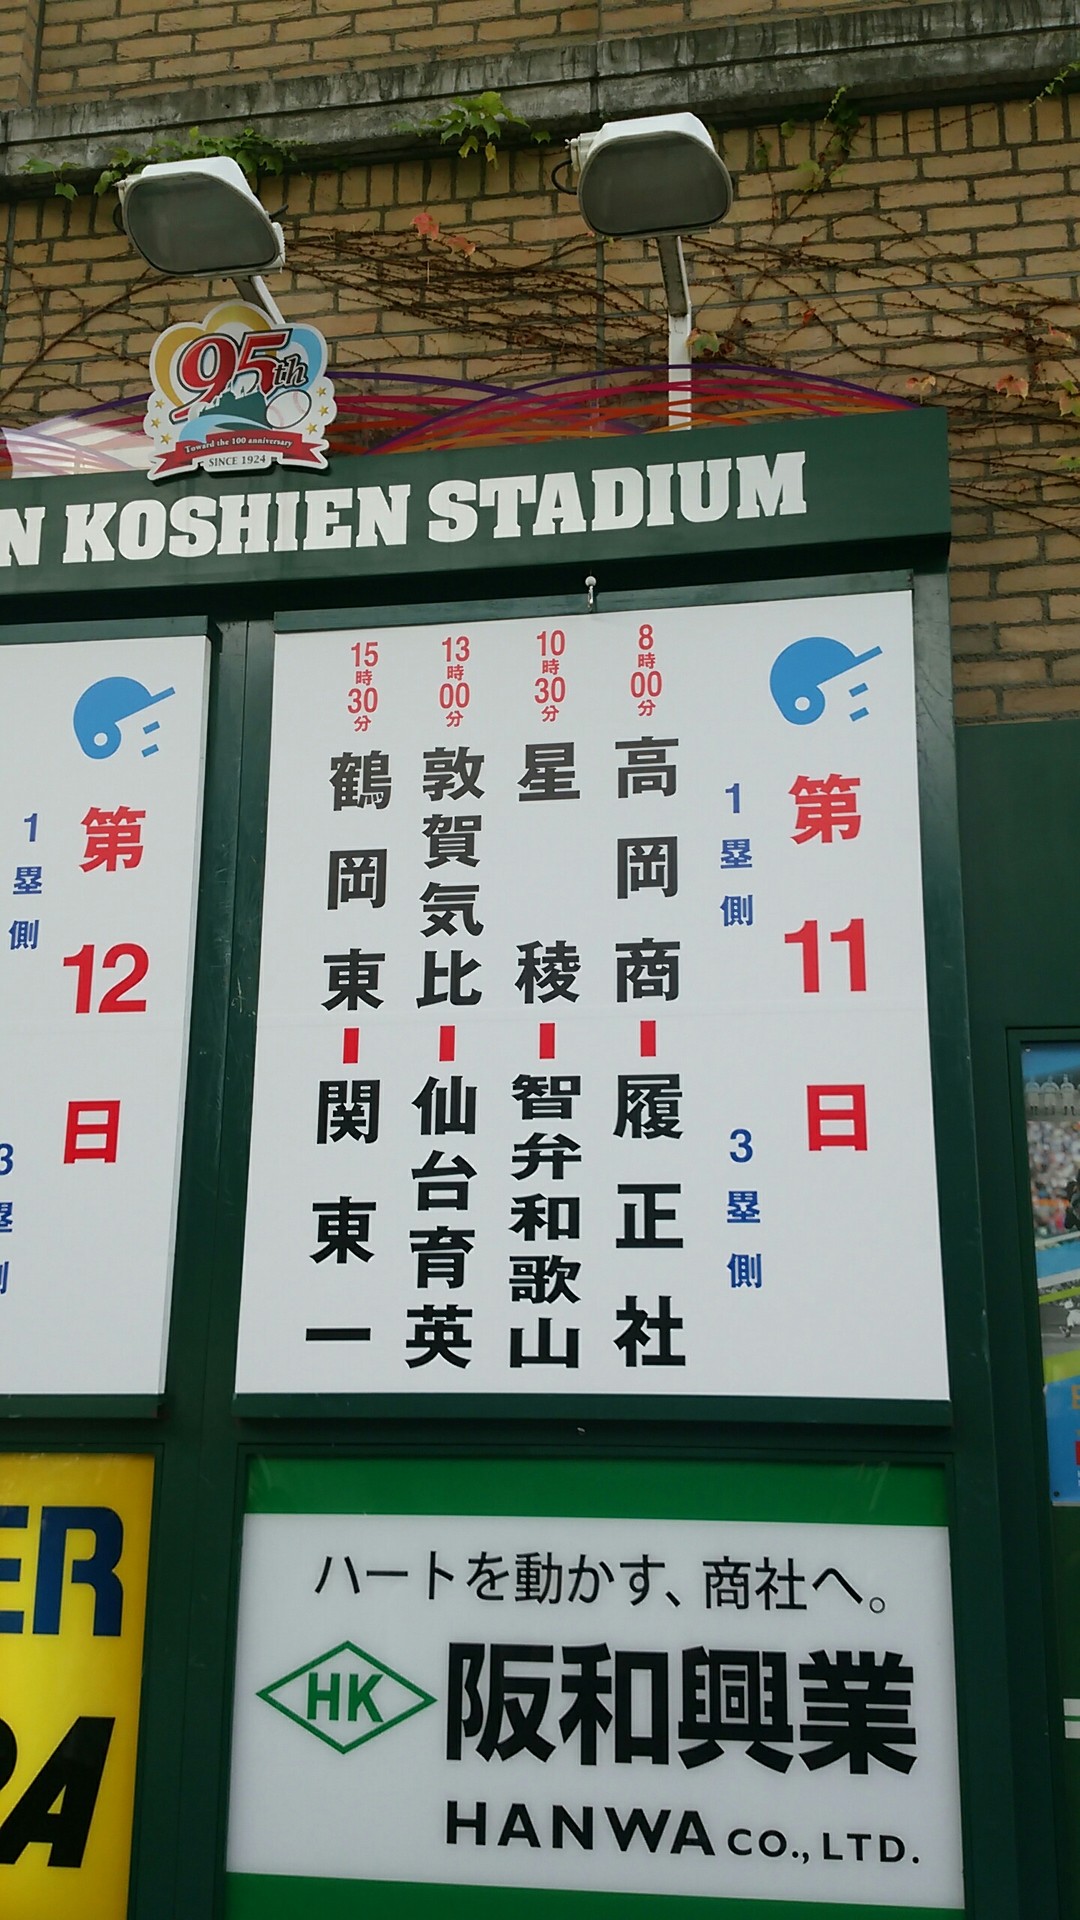 95th
Toward the 100 anniversary
SINCE 1924
N KOSHIEN STADIUM
第11日
1塁側
3塁側
8時00分 高岡商 - 履正社
10時30分 星稜 - 智弁和歌山
13時00分 敦賀気比 - 仙台育英
15時30分 鶴岡東 - 関東一
第12日
1塁側
3塁側
ハートを動かす、商社へ。
HK 阪和興業
HANWA CO., LTD.
ER
A